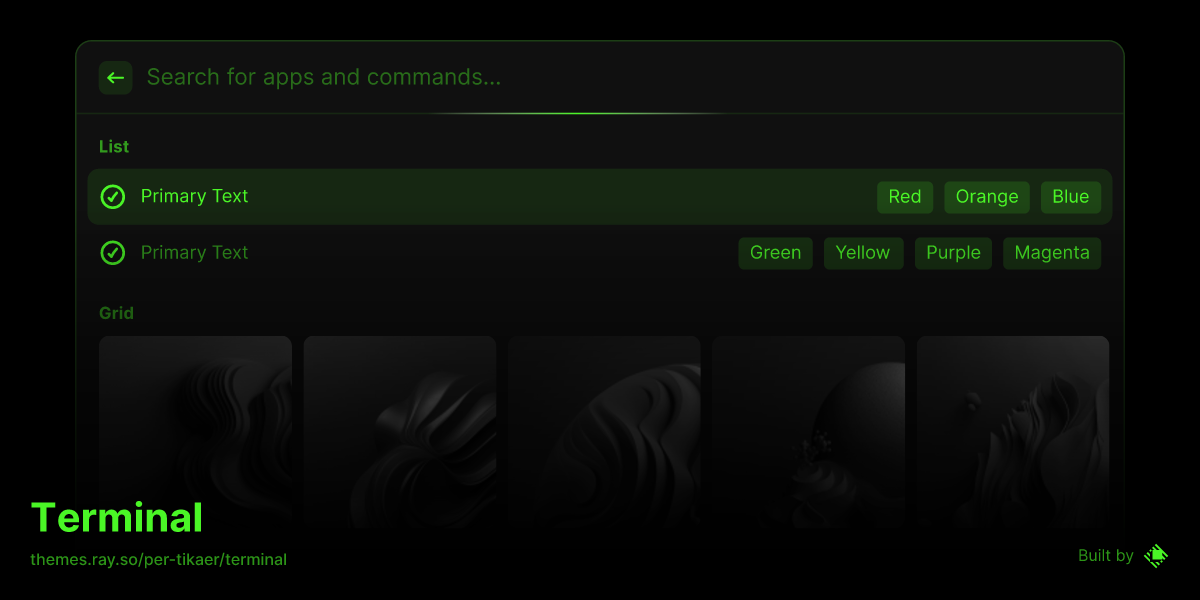 Search for apps and commands...
List
Primary Text Red Orange Blue
Primary Text Green Yellow Purple Magenta
Grid
Terminal
themes.ray.so/per-tikaer/terminal
Built by